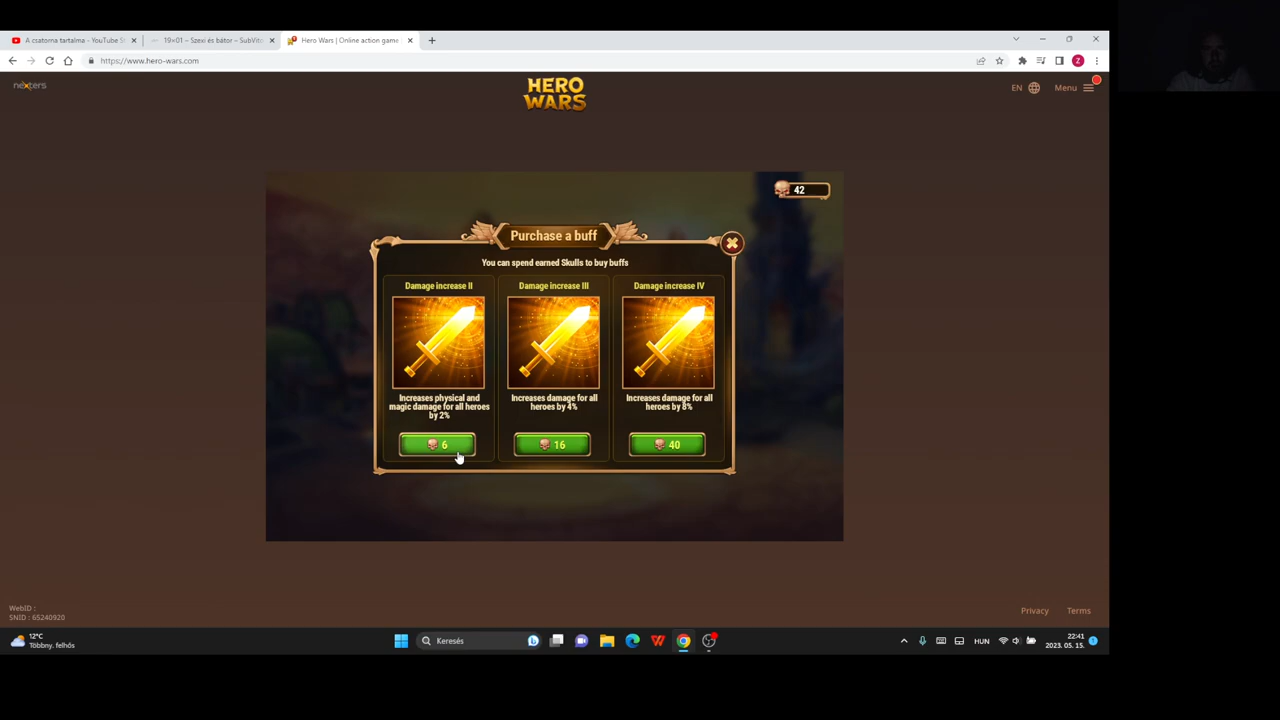 A csatorna tartalma - YouTube S
19×01 – Szexi és bátor – SubVito
Hero Wars | Online action game
https://www.hero-wars.com
Z
nexters
HERO
WARS
EN
Menu
42
Purchase a buff
You can spend earned Skulls to buy buffs
Damage increase II
Damage increase III
Damage increase IV
Increases physical and
magic damage for all heroes
by 2%
Increases damage for all
heroes by 4%
Increases damage for all
heroes by 8%
6
16
40
WebID :
SNID : 65240920
Privacy
Terms
12°C
Többny. felhős
Keresés
HUN
22:41
2023. 05. 15.